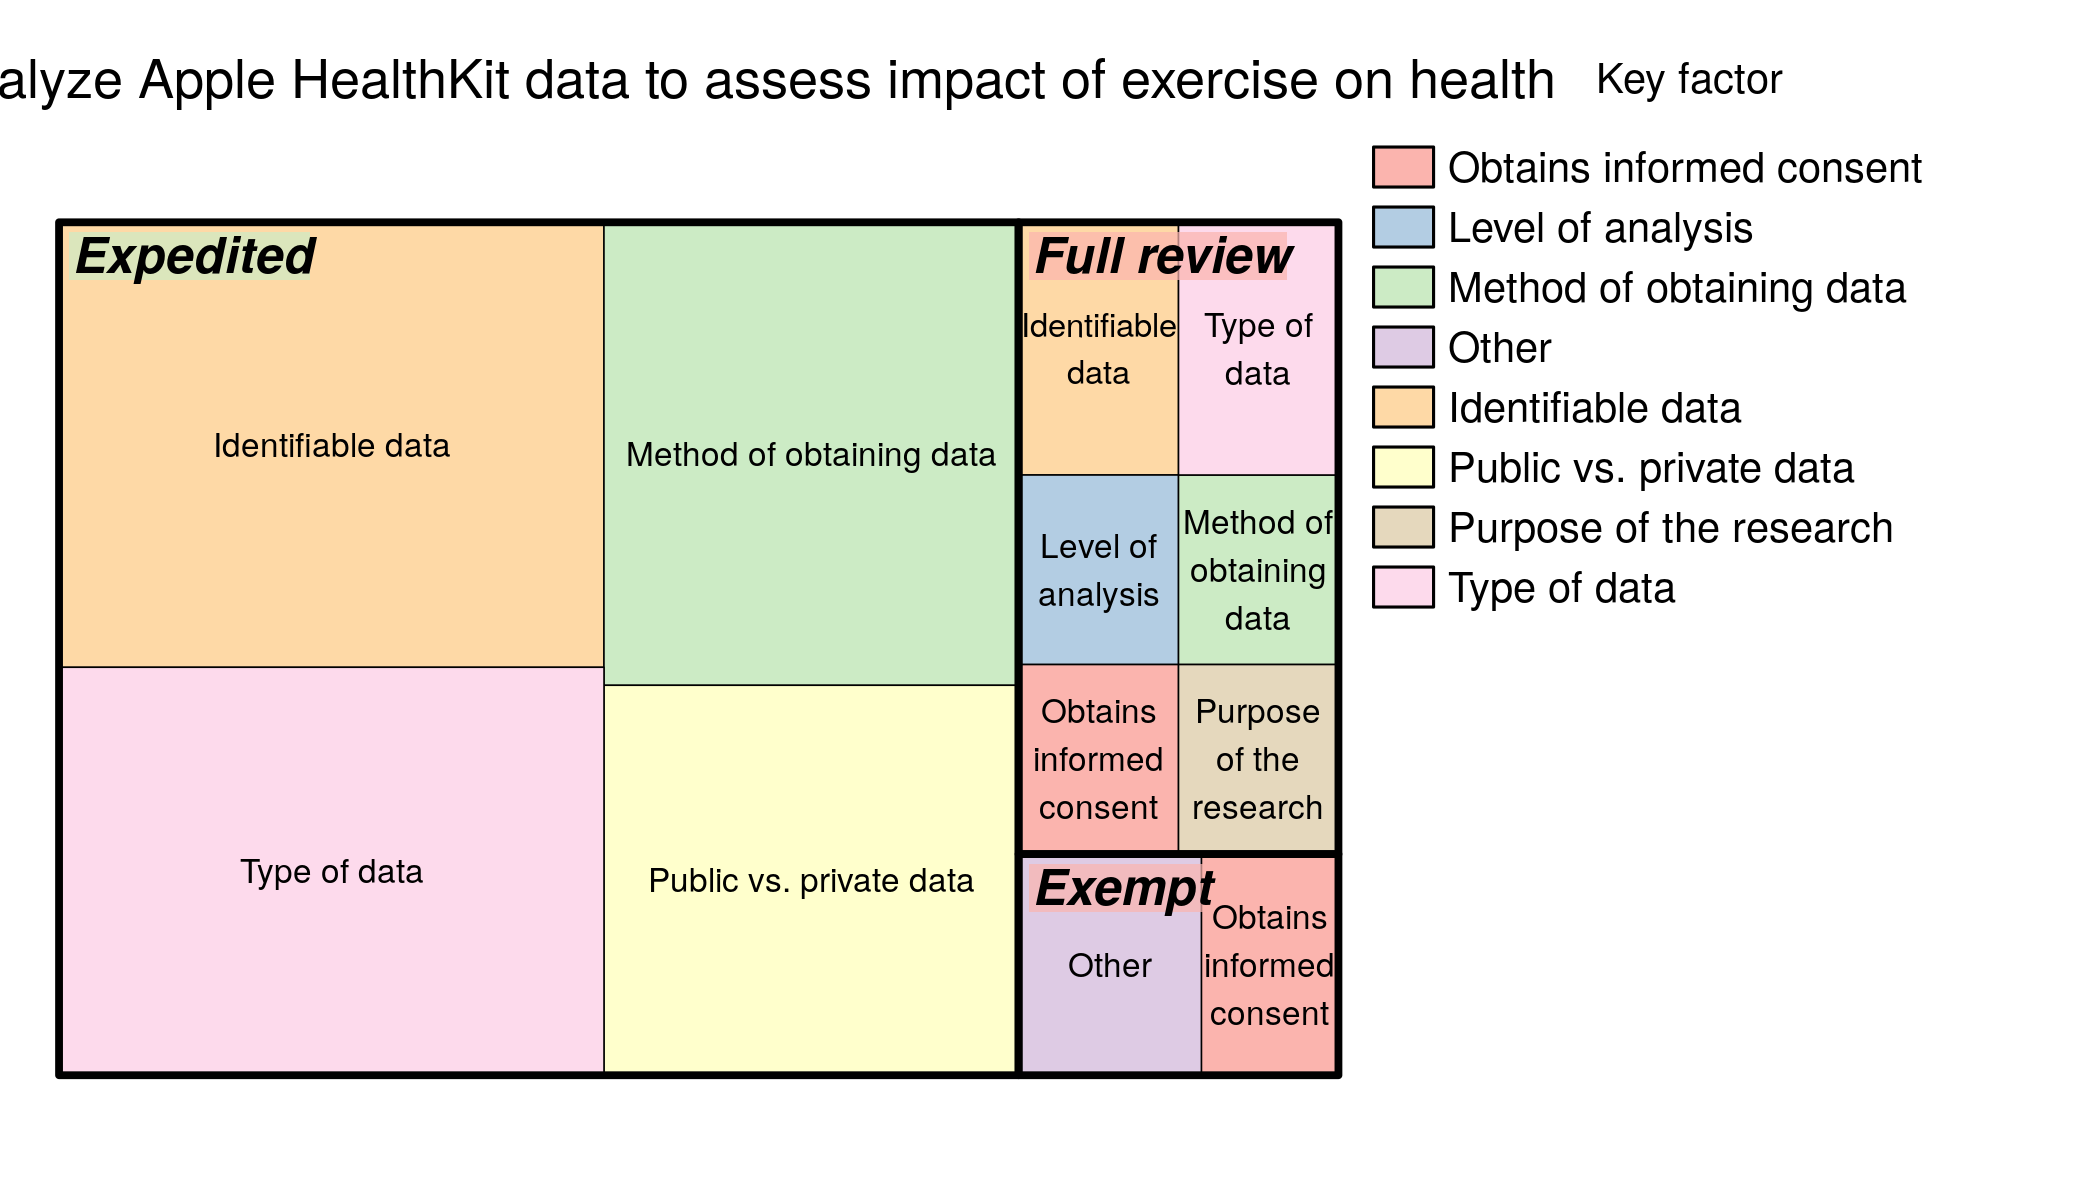 alyze Apple HealthKit data to assess impact of exercise on health
Key factor
Obtains informed consent
Level of analysis
Method of obtaining data
Other
Identifiable data
Public vs. private data
Purpose of the research
Type of data
Expedited
Identifiable data
Method of obtaining data
Type of data
Public vs. private data
Full review
Identifiable
data
Type of
data
Level of
analysis
Method of
obtaining
data
Obtains
informed
consent
Purpose
of the
research
Exempt
Other
Obtains
informed
consent